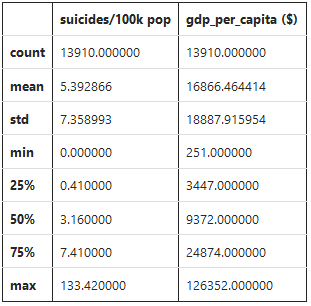 suicides/100k pop gdp_per_capita ($)
count 13910.000000 13910.000000
mean 5.392866 16866.464414
std 7.358993 18887.915954
min 0.000000 251.000000
25% 0.410000 3447.000000
50% 3.160000 9372.000000
75% 7.410000 24874.000000
max 133.420000 126352.000000